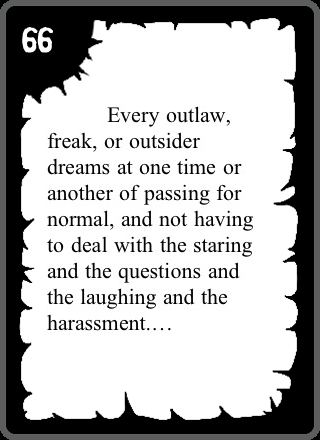 66
Every outlaw,
freak, or outsider
dreams at one time or
another of passing for
normal, and not having
to deal with the staring
and the questions and
the laughing and the
harassment.…